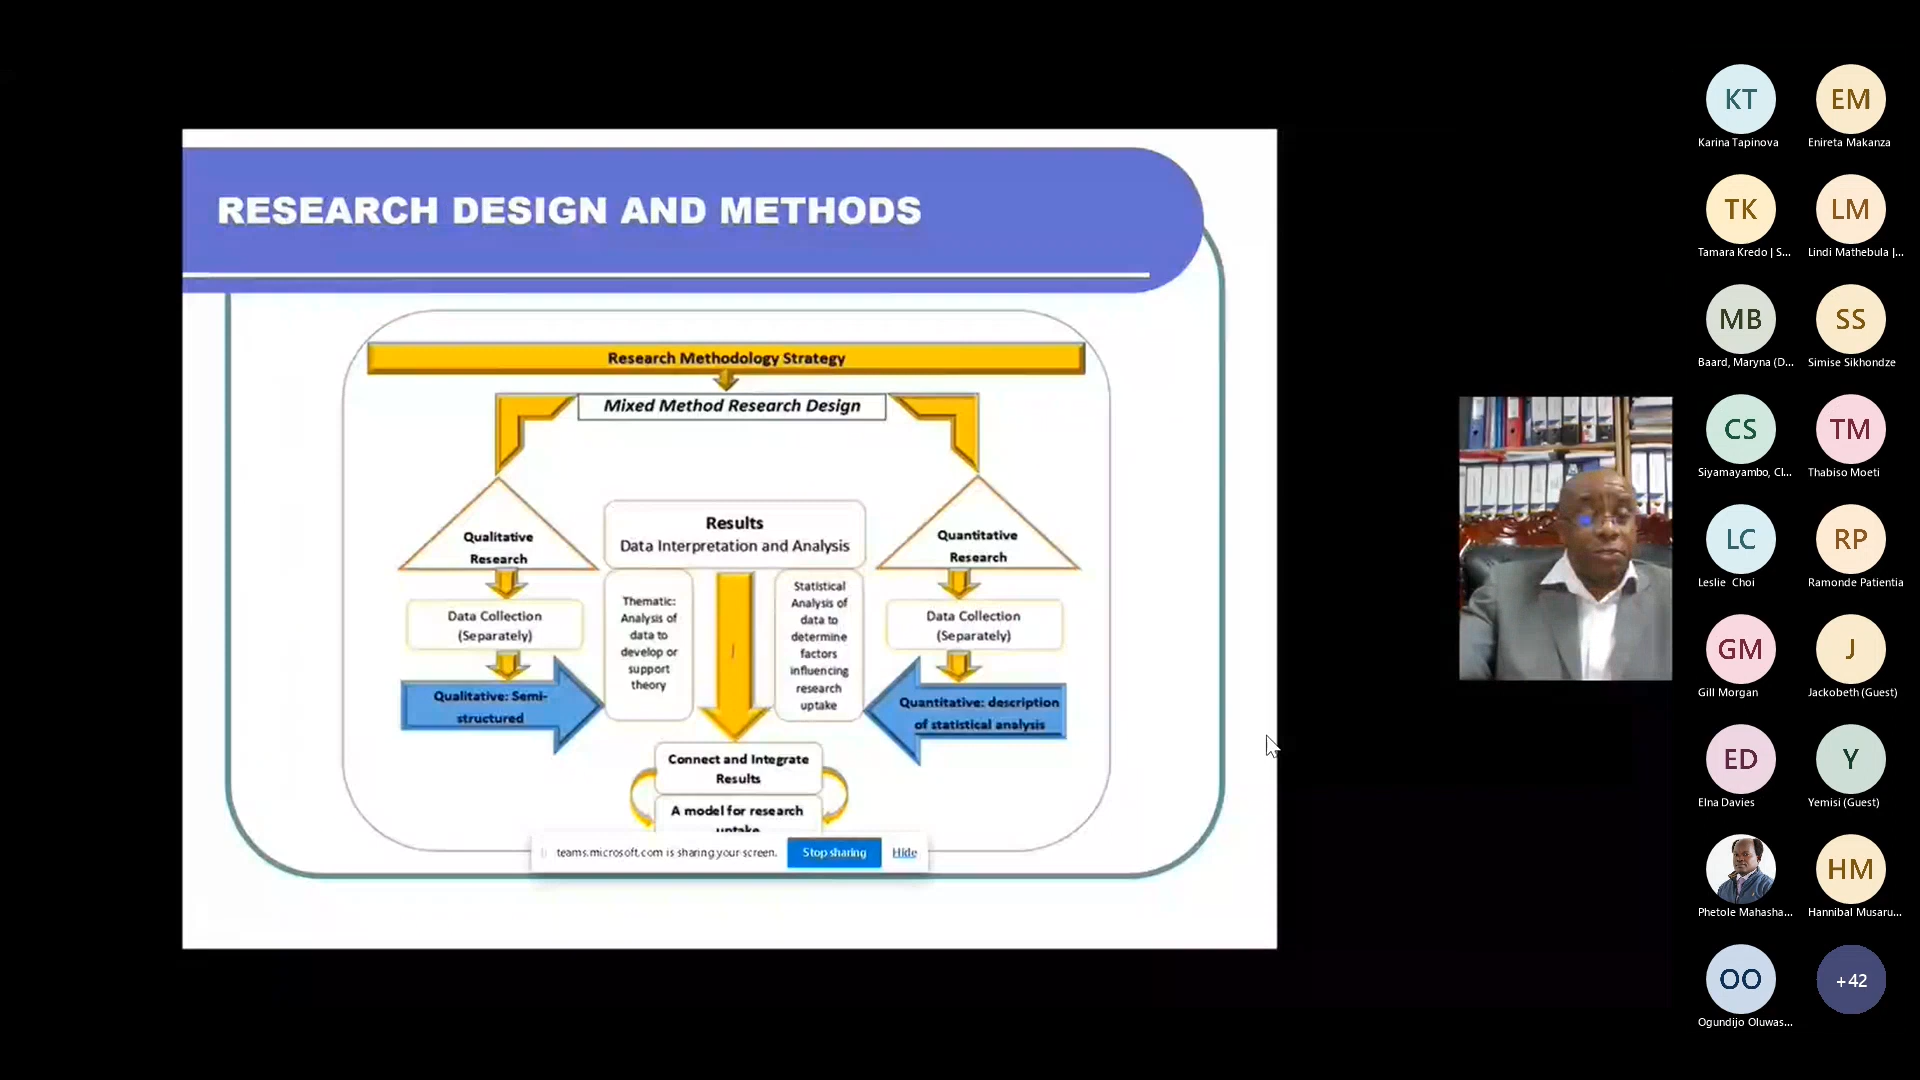 RESEARCH DESIGN AND METHODS
Research Methodology Strategy
Mixed Method Research Design
Qualitative
Research
Data Collection
(Separately)
Qualitative: Semi-
structured
Results
Data Interpretation and Analysis
Thematic:
Analysis of
data to
develop or
support
theory
Statistical
Analysis of
data to
determine
factors
influencing
research
uptake
Quantitative
Research
Data Collection
(Separately)
Quantitative: description
of statistical analysis
Connect and Integrate
Results
A model for research
uptake
teams.microsoft.com is sharing your screen.
Stop sharing
Hide
KT
Karina Tapinova
EM
Enireta Makanza
TK
Tamara Kredo | S...
LM
Lindi Mathebula |...
MB
Baard, Maryna (D...
SS
Simise Sikhondze
CS
Siyamayambo, Cl...
TM
Thabiso Moeti
LC
Leslie Choi
RP
Ramonde Patientia
GM
Gill Morgan
J
Jackobeth (Guest)
ED
Elna Davies
Y
Yemisi (Guest)
Phetole Mahasha...
HM
Hannibal Musaru...
OO
Ogundijo Oluwas...
+42